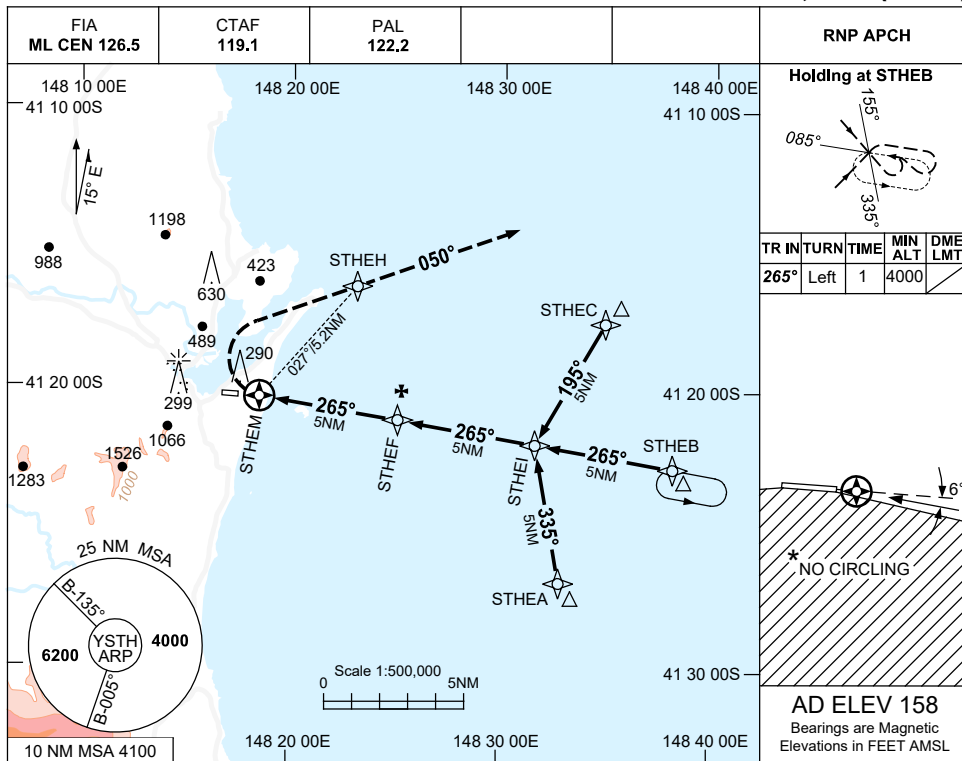 FIA
ML CEN 126.5
CTAF
119.1
PAL
122.2
RNP APCH
148 10 00E
148 20 00E
148 30 00E
148 40 00E
41 10 00S
41 10 00S
15° E
1198
988
630
423
489
290
299
1066
1526
1283
1000
STHEH
050°
027°/5.2NM
STHEC
195°
5NM
265°
5NM
265°
5NM
265°
5NM
STHEM
STHEF
STHEI
STHEB
335°
5NM
STHEA
41 20 00S
41 20 00S
25 NM MSA
B-135°
YSTH
ARP
6200
4000
B-005°
10 NM MSA 4100
Scale 1:500,000
0
5NM
41 30 00S
148 20 00E
148 30 00E
148 40 00E
Holding at STHEB
155°
085°
335°
TR IN TURN TIME MIN ALT DME LMT
265° Left 1 4000
6°
*NO CIRCLING
AD ELEV 158
Bearings are Magnetic
Elevations in FEET AMSL